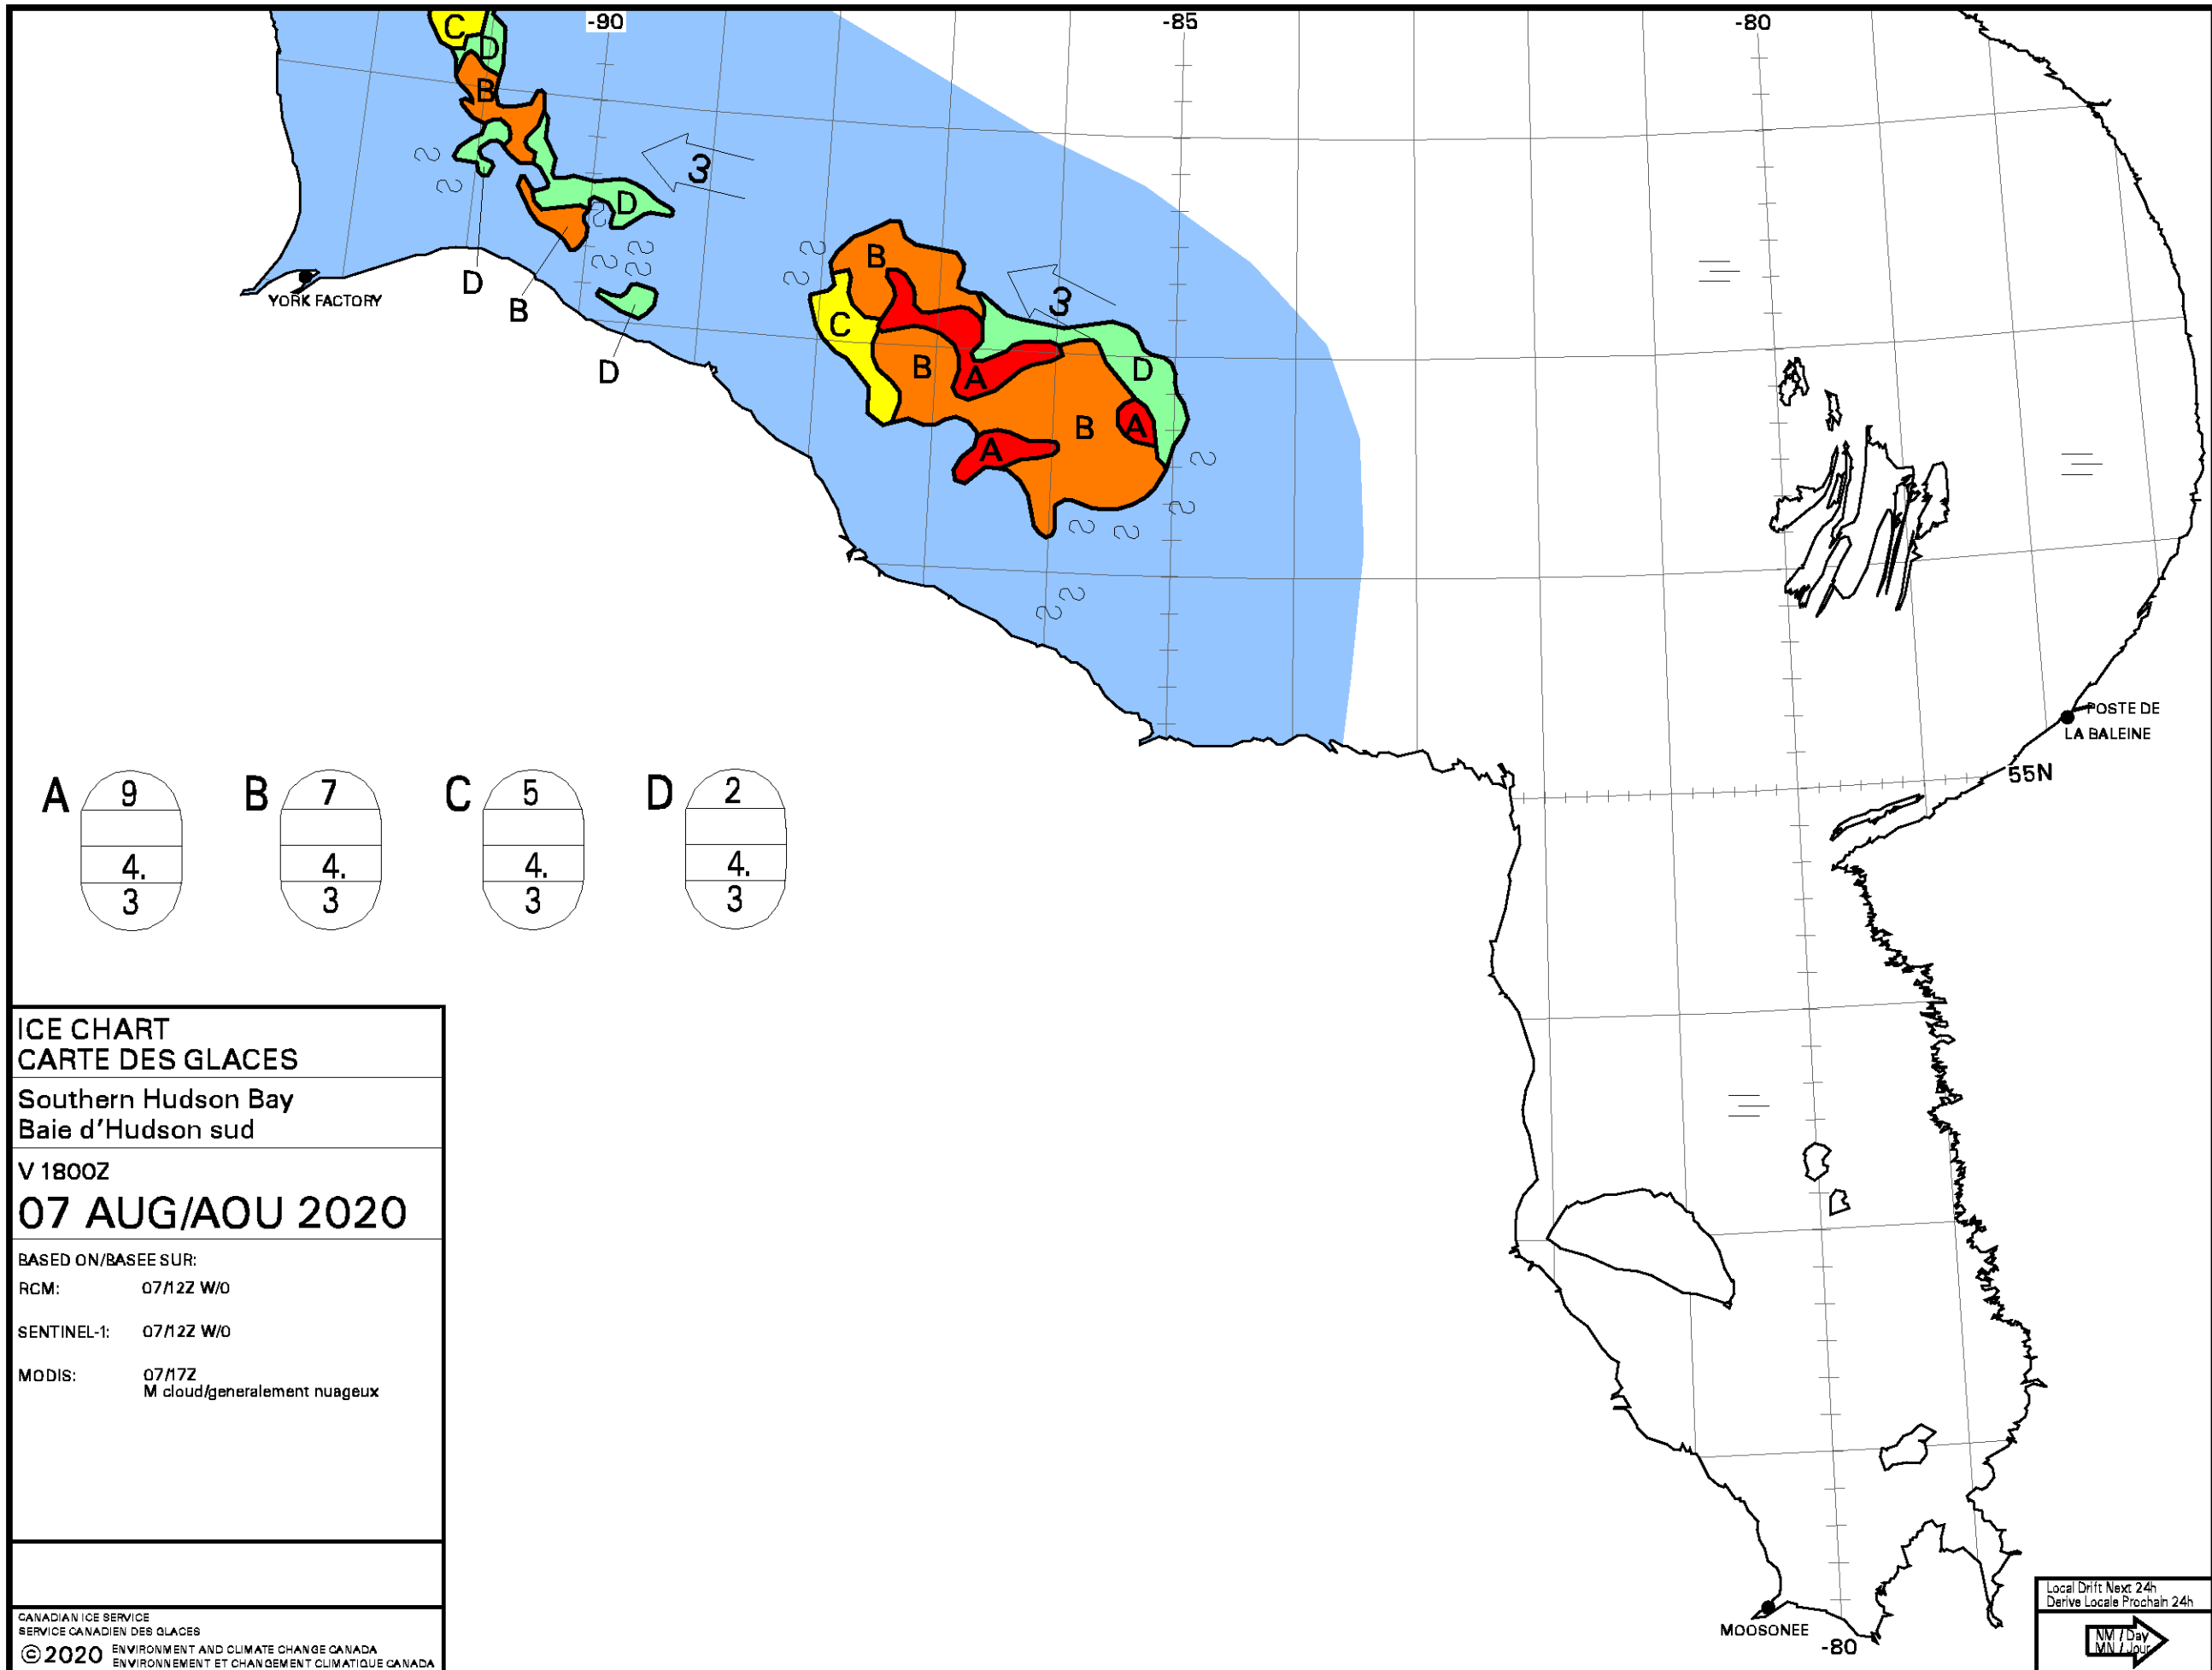 -90
-85
-80
C
D
B
3
D
B
3
YORK FACTORY
D
B
C
D
B
A
D
B
A
A
POSTE DE
LA BALEINE
55N
A
9
4.
3
B
7
4.
3
C
5
4.
3
D
2
4.
3
ICE CHART
CARTE DES GLACES
Southern Hudson Bay
Baie d'Hudson sud
V 1800Z
07 AUG/AOU 2020
BASED ON/BASEE SUR:
RCM: 07/12Z W/O
SENTINEL-1: 07/12Z W/O
MODIS: 07/17Z
M cloud/generalement nuageux
CANADIAN ICE SERVICE
SERVICE CANADIEN DES GLACES
©2020 ENVIRONMENT AND CLIMATE CHANGE CANADA
ENVIRONNEMENT ET CHANGEMENT CLIMATIQUE CANADA
MOOSONEE
-80
Local Drift Next 24h
Derive Locale Prochain 24h
NM / Day
MN / Jour